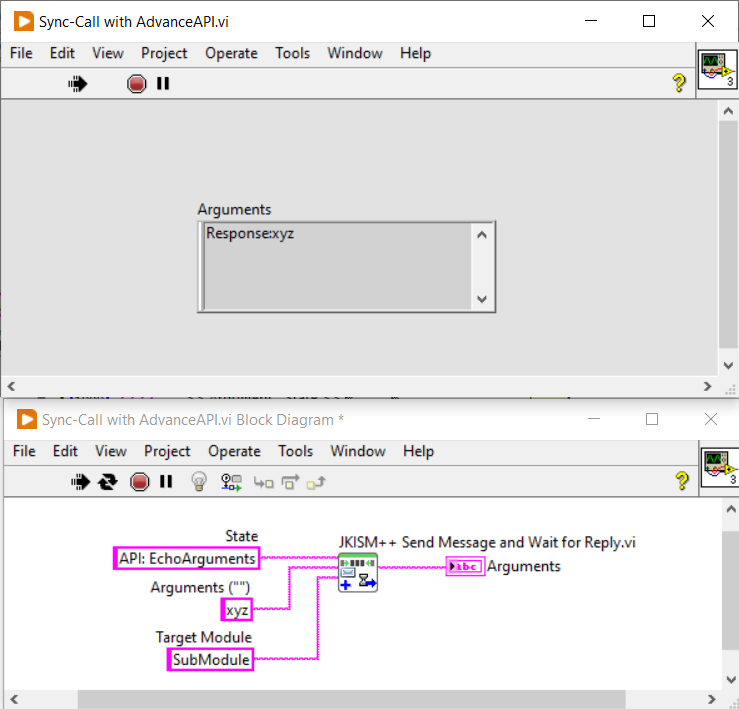 Sync-Call with AdvanceAPI.vi
File Edit View Project Operate Tools Window Help
?
3
Arguments
Response:xyz
Sync-Call with AdvanceAPI.vi Block Diagram *
File Edit View Project Operate Tools Window Help
?
3
State
API: EchoArguments
JKISM++ Send Message and Wait for Reply.vi
abc Arguments
Arguments ("")
xyz
Target Module
SubModule